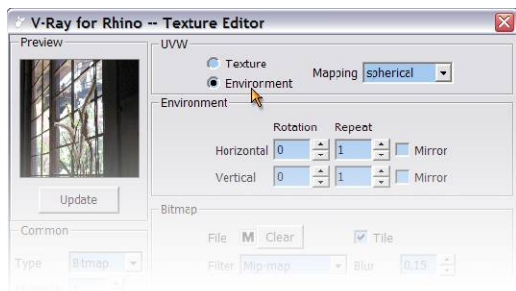 V-Ray for Rhino -- Texture Editor
Preview
UVW
Texture
Environment
Mapping spherical
Environment
Rotation Repeat
Horizontal 0 1 Mirror
Vertical 0 1 Mirror
Update
Bitmap
Common
File M Clear Tile
Type Bitmap
Filter Mip-map Blur 0.15